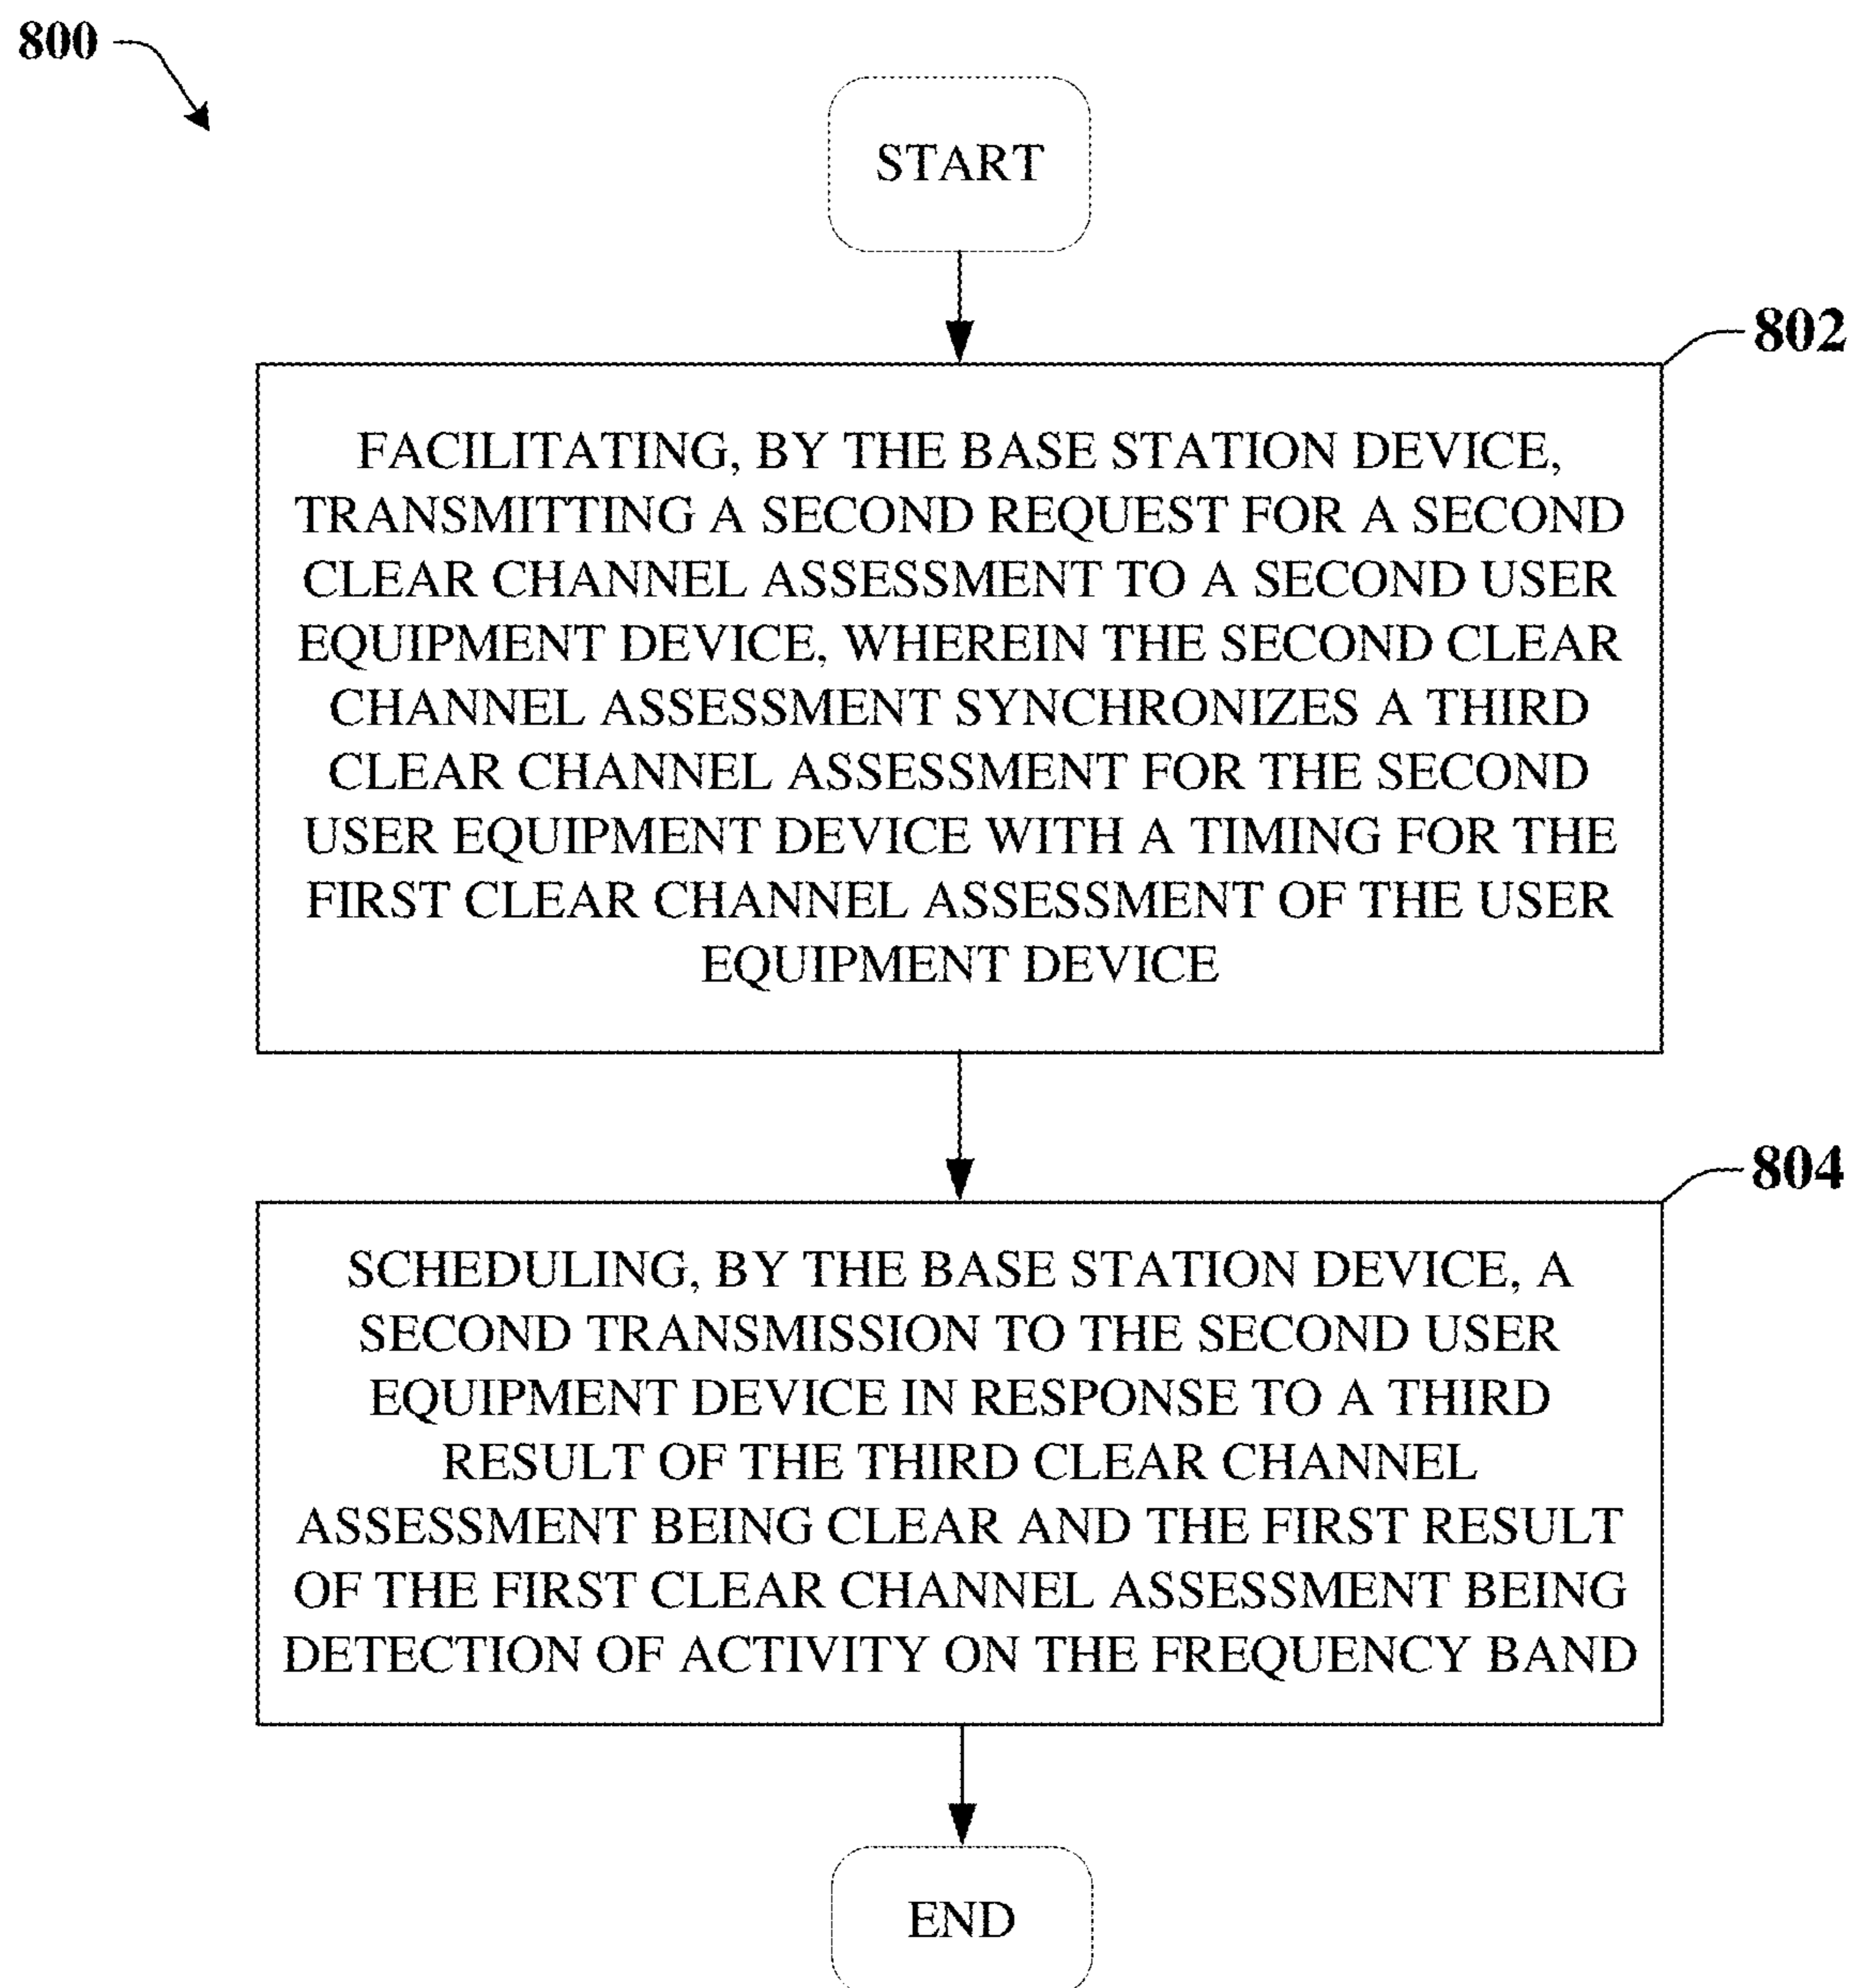 800
START
802
FACILITATING, BY THE BASE STATION DEVICE,
TRANSMITTING A SECOND REQUEST FOR A SECOND
CLEAR CHANNEL ASSESSMENT TO A SECOND USER
EQUIPMENT DEVICE, WHEREIN THE SECOND CLEAR
CHANNEL ASSESSMENT SYNCHRONIZES A THIRD
CLEAR CHANNEL ASSESSMENT FOR THE SECOND
USER EQUIPMENT DEVICE WITH A TIMING FOR THE
FIRST CLEAR CHANNEL ASSESSMENT OF THE USER
EQUIPMENT DEVICE
804
SCHEDULING, BY THE BASE STATION DEVICE, A
SECOND TRANSMISSION TO THE SECOND USER
EQUIPMENT DEVICE IN RESPONSE TO A THIRD
RESULT OF THE THIRD CLEAR CHANNEL
ASSESSMENT BEING CLEAR AND THE FIRST RESULT
OF THE FIRST CLEAR CHANNEL ASSESSMENT BEING
DETECTION OF ACTIVITY ON THE FREQUENCY BAND
END